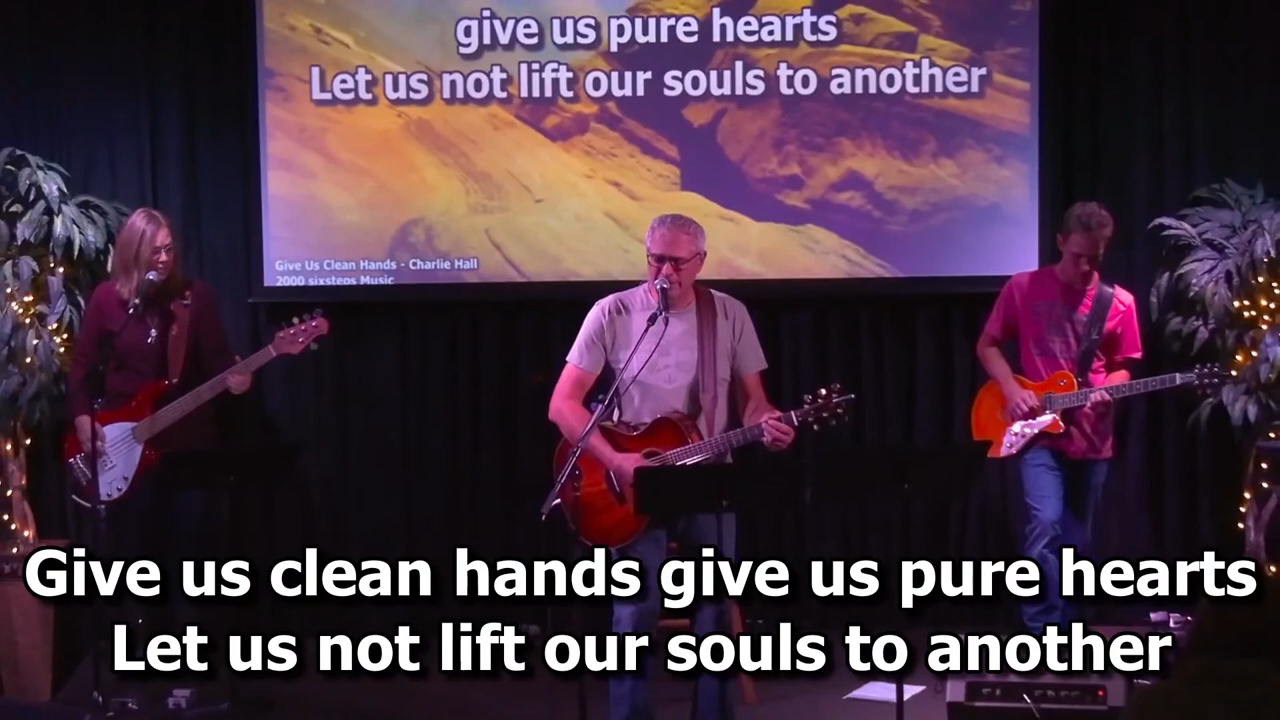 give us pure hearts
Let us not lift our souls to another
Give Us Clean Hands - Charlie Hall
2000 sixsteps Music
Give us clean hands give us pure hearts
Let us not lift our souls to another